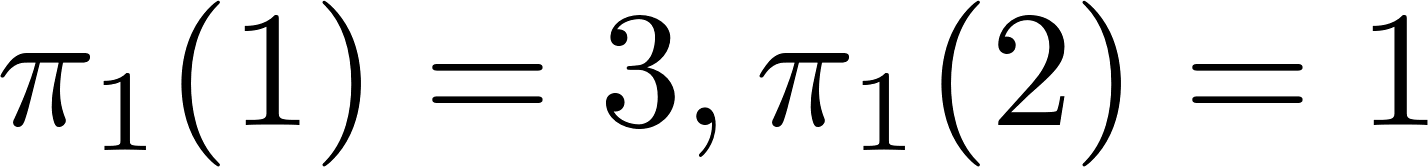 π₁(1) = 3, π₁(2) = 1